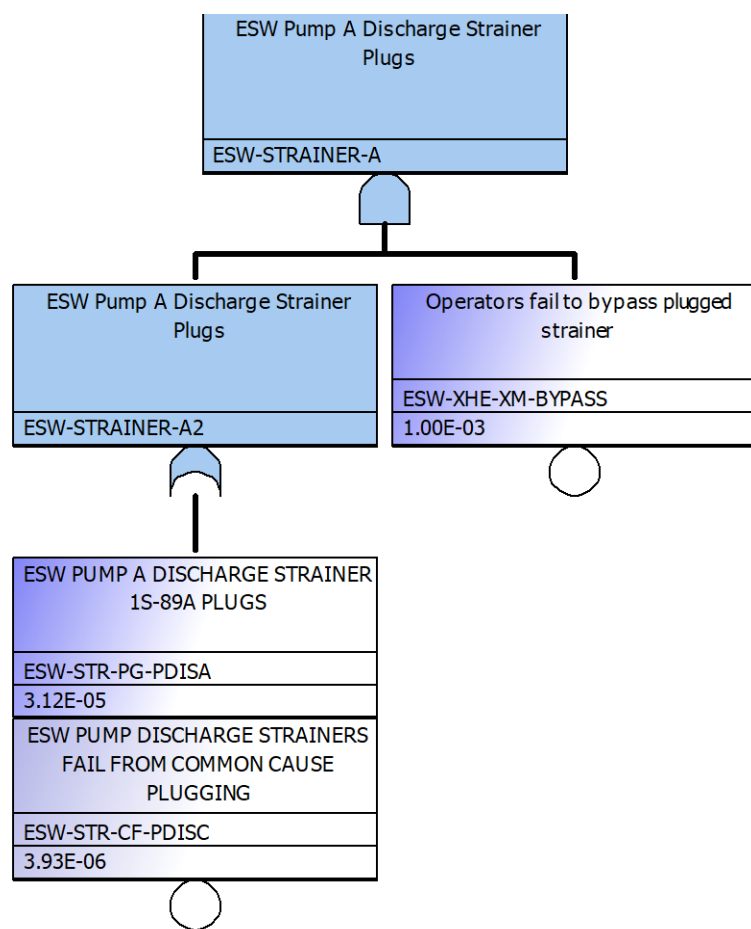 ESW Pump A Discharge Strainer
Plugs
ESW-STRAINER-A
ESW Pump A Discharge Strainer
Plugs
ESW-STRAINER-A2
Operators fail to bypass plugged
strainer
ESW-XHE-XM-BYPASS
1.00E-03
ESW PUMP A DISCHARGE STRAINER
1S-89A PLUGS
ESW-STR-PG-PDISA
3.12E-05
ESW PUMP DISCHARGE STRAINERS
FAIL FROM COMMON CAUSE
PLUGGING
ESW-STR-CF-PDISC
3.93E-06